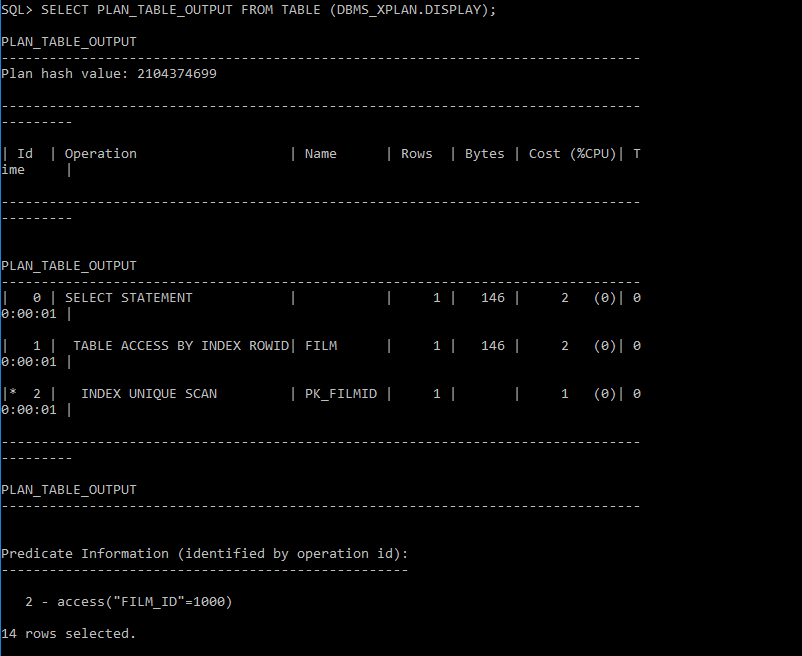 SQL> SELECT PLAN_TABLE_OUTPUT FROM TABLE (DBMS_XPLAN.DISPLAY);
PLAN_TABLE_OUTPUT
--------------------------------------------------------------------------------
Plan hash value: 2104374699
--------------------------------------------------------------------------------
---------
| Id  | Operation                   | Name      | Rows  | Bytes | Cost (%CPU)| T
ime     |
--------------------------------------------------------------------------------
---------
PLAN_TABLE_OUTPUT
--------------------------------------------------------------------------------
|   0 | SELECT STATEMENT            |           |     1 |   146 |     2   (0)| 0
0:00:01 |
|   1 |  TABLE ACCESS BY INDEX ROWID| FILM      |     1 |   146 |     2   (0)| 0
0:00:01 |
|*  2 |   INDEX UNIQUE SCAN         | PK_FILMID |     1 |       |     1   (0)| 0
0:00:01 |
--------------------------------------------------------------------------------
---------
PLAN_TABLE_OUTPUT
--------------------------------------------------------------------------------
Predicate Information (identified by operation id):
---------------------------------------------------
   2 - access("FILM_ID"=1000)
14 rows selected.